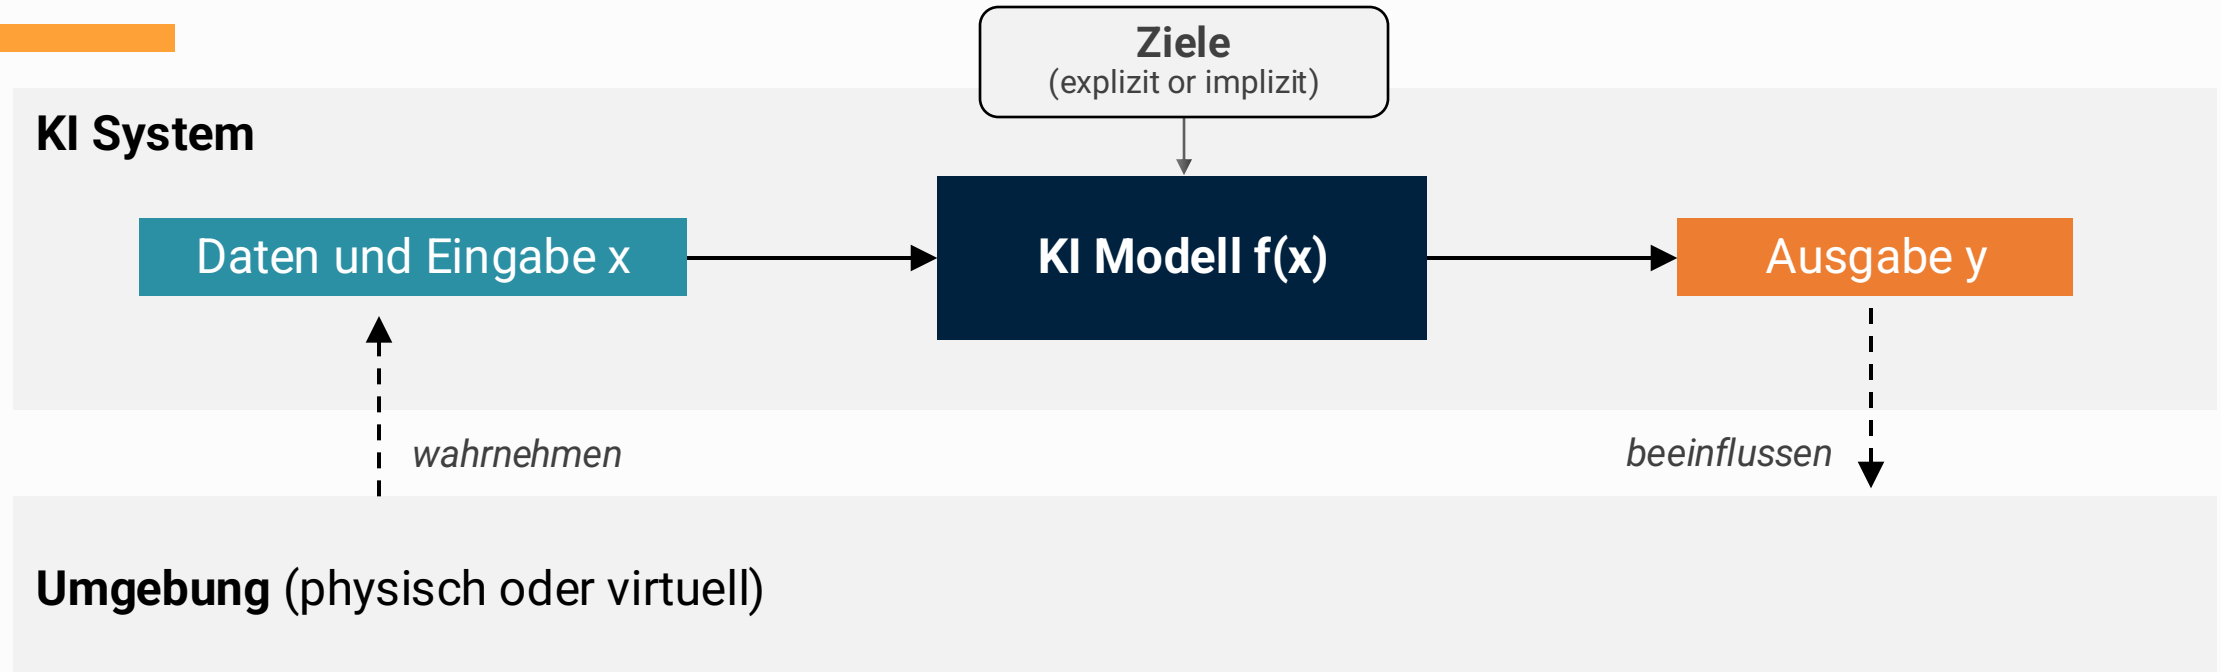 Ziele
(explizit or implizit)
KI System
Daten und Eingabe x
KI Modell f(x)
Ausgabe y
wahrnehmen
beeinflussen
Umgebung (physisch oder virtuell)